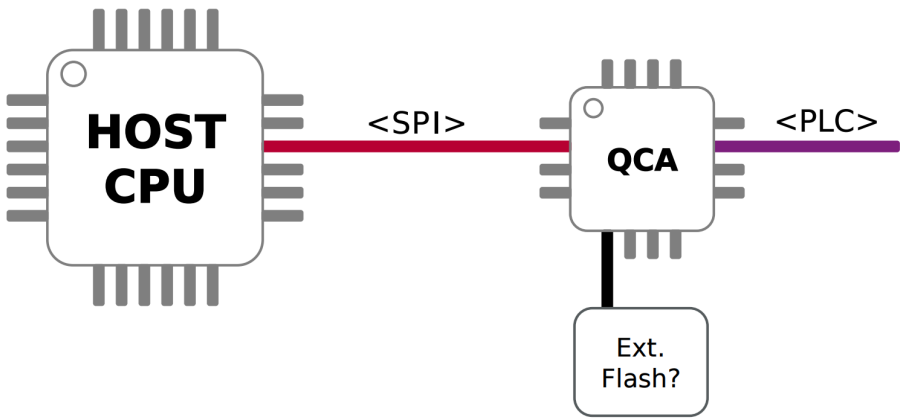 HOST
CPU
<SPI>
QCA
<PLC>
Ext.
Flash?